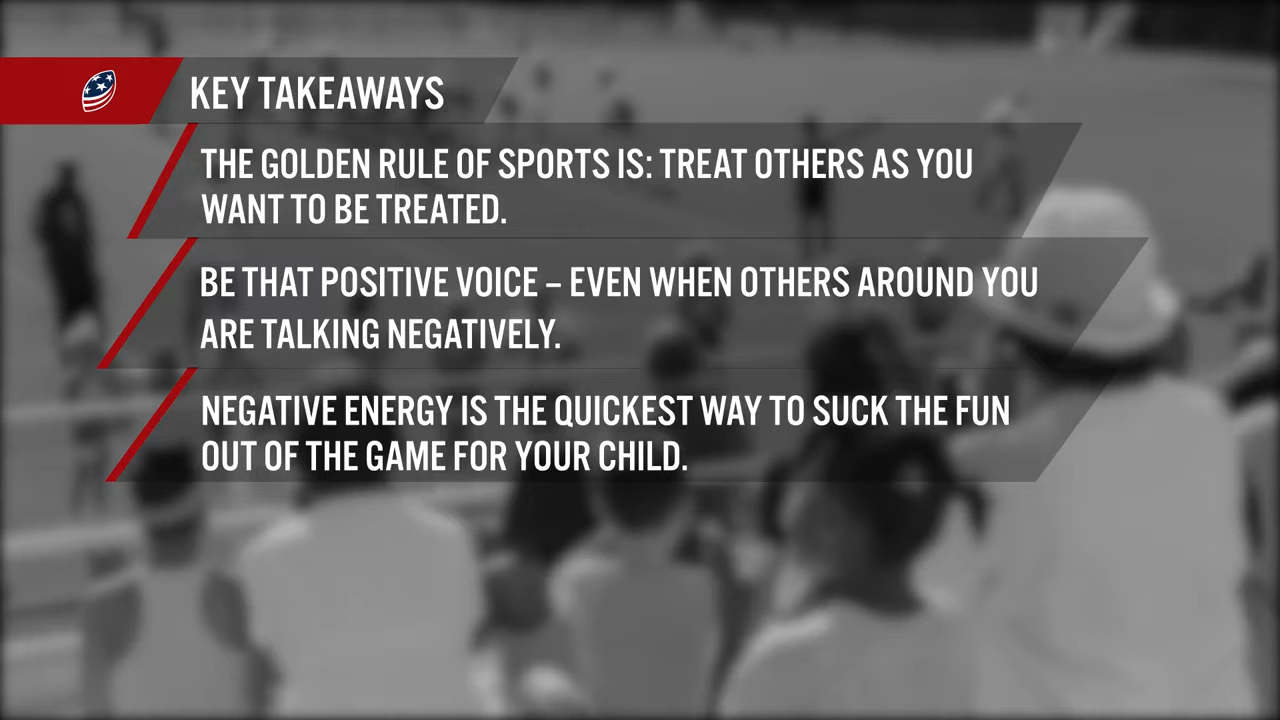 KEY TAKEAWAYS
THE GOLDEN RULE OF SPORTS IS: TREAT OTHERS AS YOU
WANT TO BE TREATED.
BE THAT POSITIVE VOICE – EVEN WHEN OTHERS AROUND YOU
ARE TALKING NEGATIVELY.
NEGATIVE ENERGY IS THE QUICKEST WAY TO SUCK THE FUN
OUT OF THE GAME FOR YOUR CHILD.